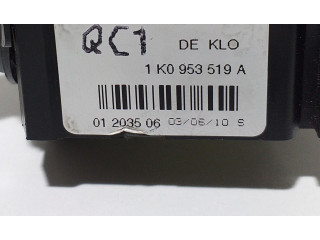 QC1 DE KLO
1 K0 953 519 A
01 2035 06 03/06/10 S